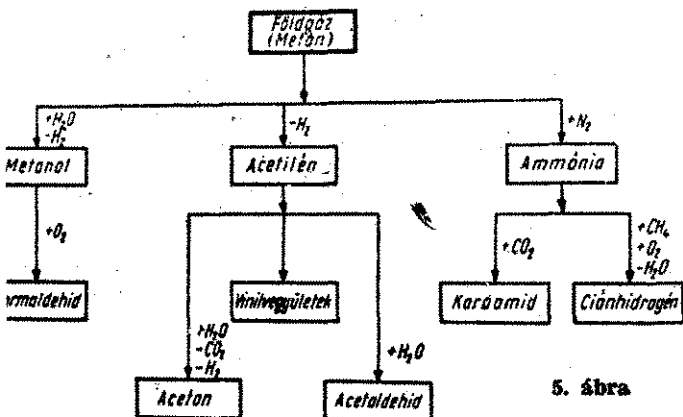 Földgáz
(Metán)
+H₂O
-H₂
-H₂
+N₂
Metanol
Acetilén
Ammónia
+O₂
+CO₂
+CH₄
+O₂
-H₂O
ormaldehid
Vinilvegyületek
Karbamid
Ciánhidrogén
+H₂O
-CO₂
-H₂
+H₂O
Aceton
Acetaldehid
5. ábra